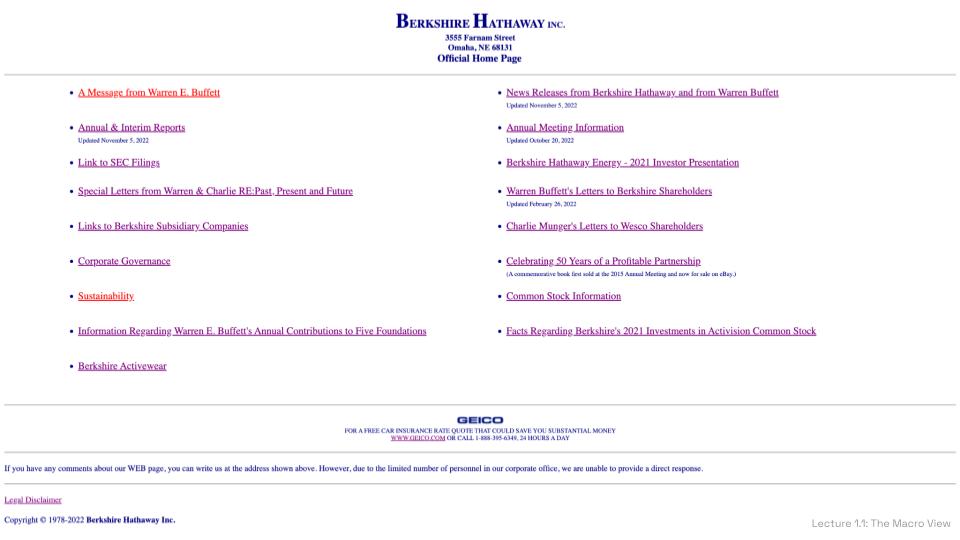 BERKSHIRE HATHAWAY INC.
3555 Farnam Street
Omaha, NE 68131
Official Home Page
A Message from Warren E. Buffett
News Releases from Berkshire Hathaway and from Warren Buffett
Updated November 5, 2022
Annual & Interim Reports
Updated November 5, 2022
Annual Meeting Information
Updated October 20, 2022
Link to SEC Filings
Berkshire Hathaway Energy - 2021 Investor Presentation
Special Letters from Warren & Charlie RE:Past, Present and Future
Warren Buffett's Letters to Berkshire Shareholders
Updated February 26, 2022
Links to Berkshire Subsidiary Companies
Charlie Munger's Letters to Wesco Shareholders
Corporate Governance
Celebrating 50 Years of a Profitable Partnership
(A commemorative book first sold at the 2015 Annual Meeting and now for sale on eBay.)
Sustainability
Common Stock Information
Information Regarding Warren E. Buffett's Annual Contributions to Five Foundations
Facts Regarding Berkshire's 2021 Investments in Activision Common Stock
Berkshire Activewear
GEICO
FOR A FREE CAR INSURANCE RATE QUOTE THAT COULD SAVE YOU SUBSTANTIAL MONEY
WWW.GEICO.COM OR CALL 1-888-395-6349, 24 HOURS A DAY
If you have any comments about our WEB page, you can write us at the address shown above. However, due to the limited number of personnel in our corporate office, we are unable to provide a direct response.
Legal Disclaimer
Copyright © 1978-2022 Berkshire Hathaway Inc.
Lecture 1.1: The Macro View